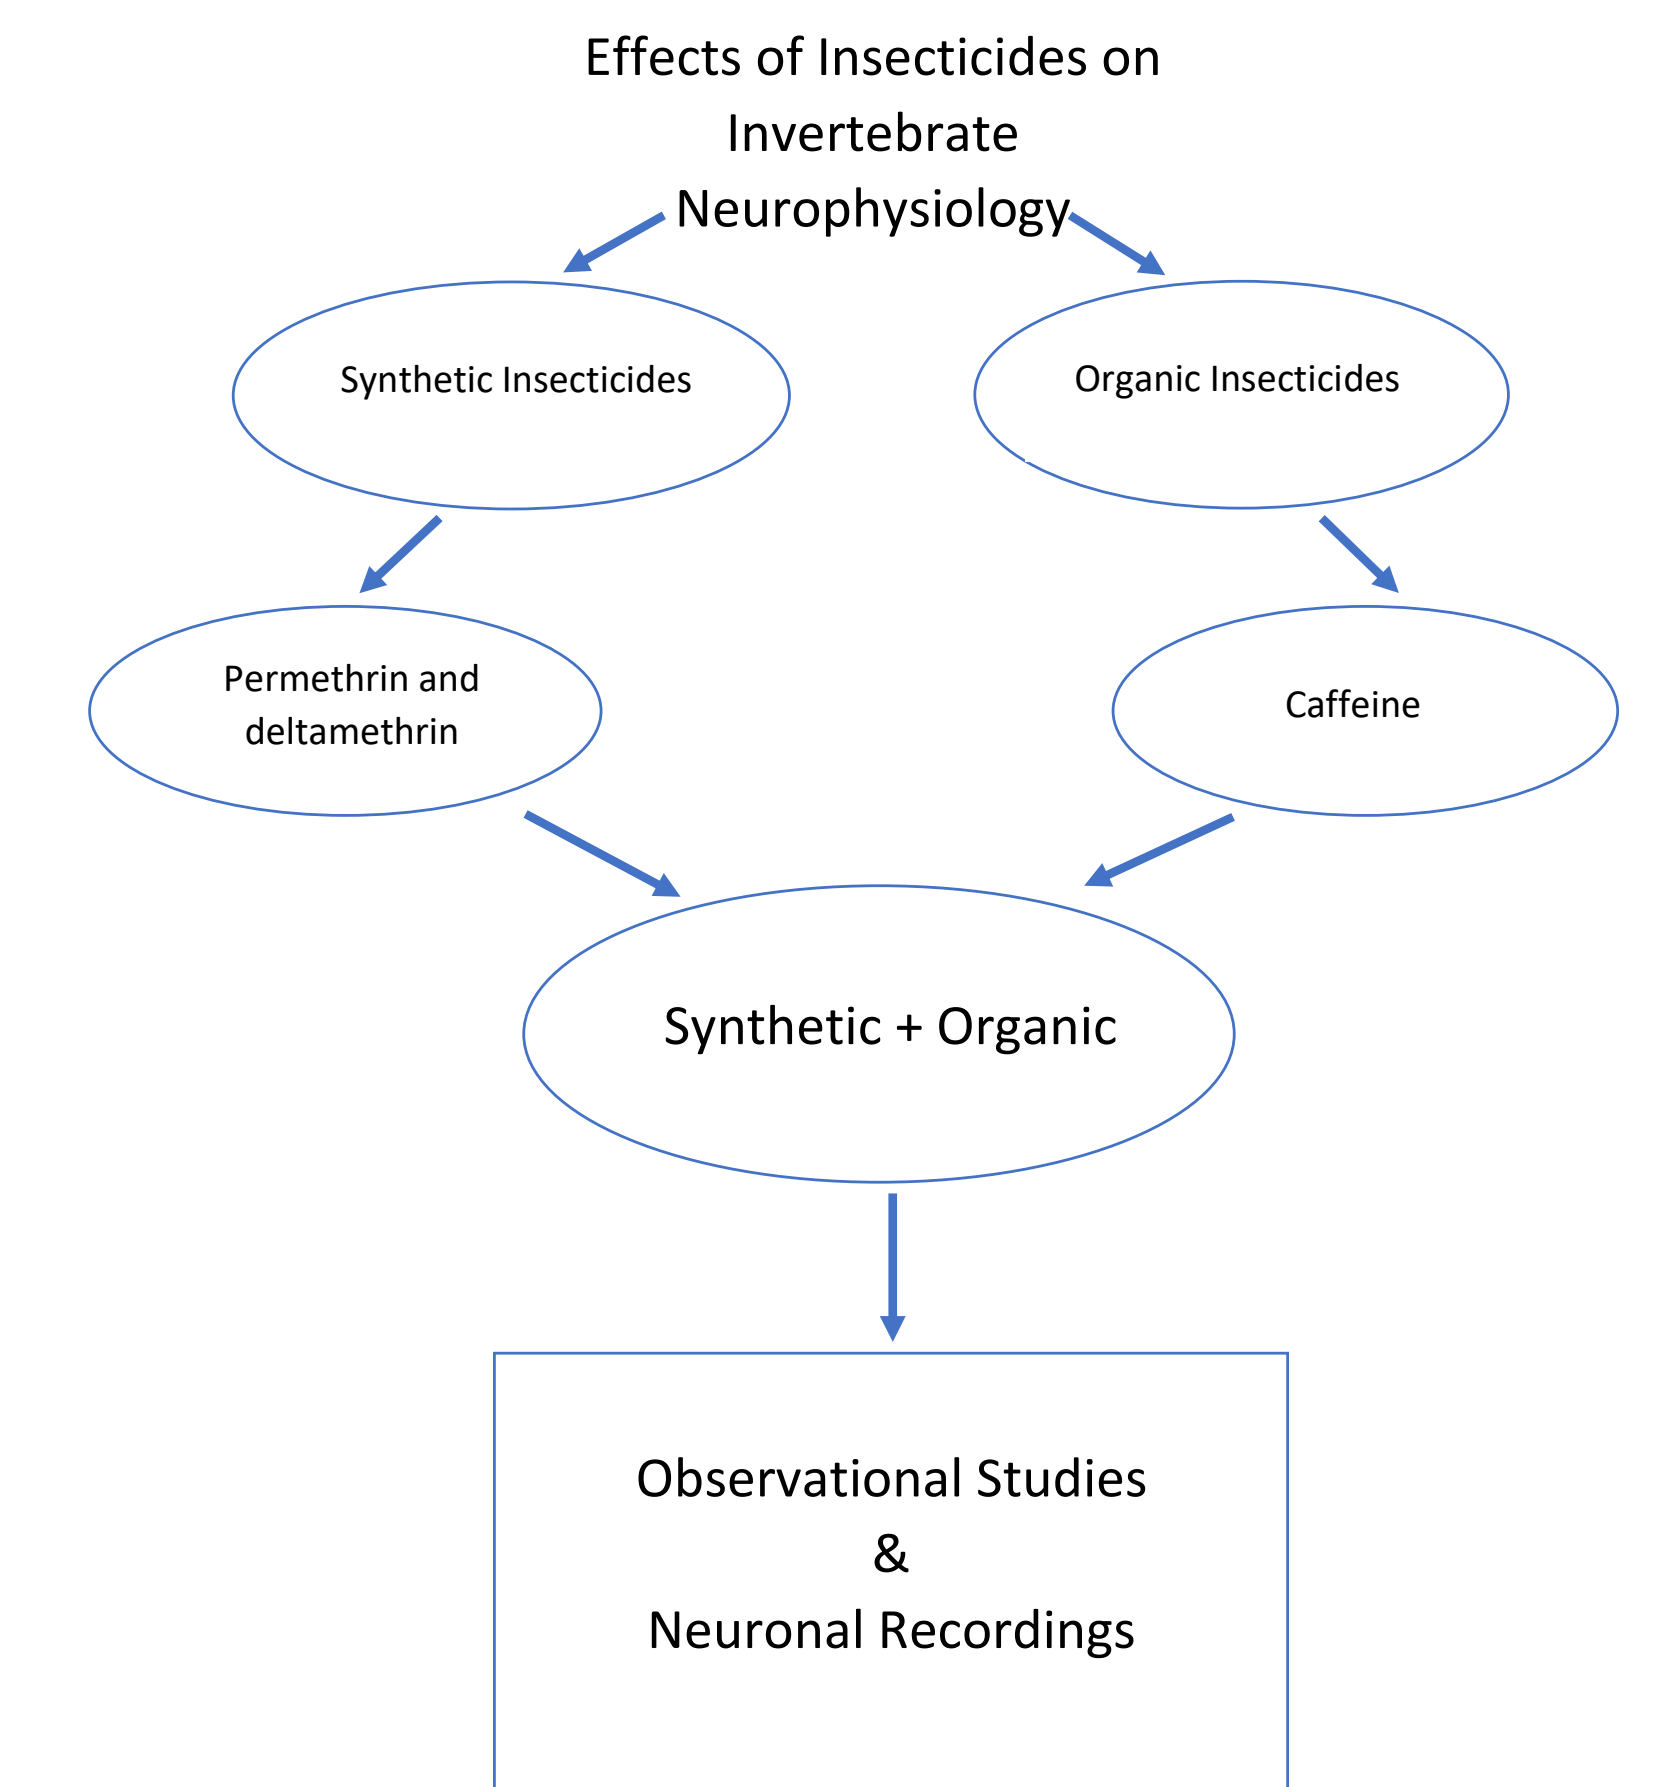 Effects of Insecticides on
Invertebrate
Neurophysiology
Synthetic Insecticides
Organic Insecticides
Permethrin and
deltamethrin
Caffeine
Synthetic + Organic
Observational Studies
&
Neuronal Recordings